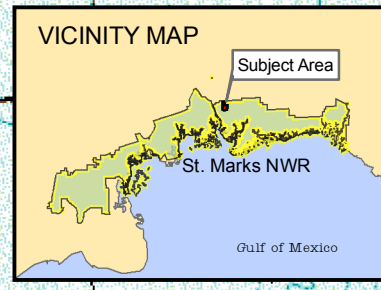 VICINITY MAP
Subject Area
St. Marks NWR
Gulf of Mexico